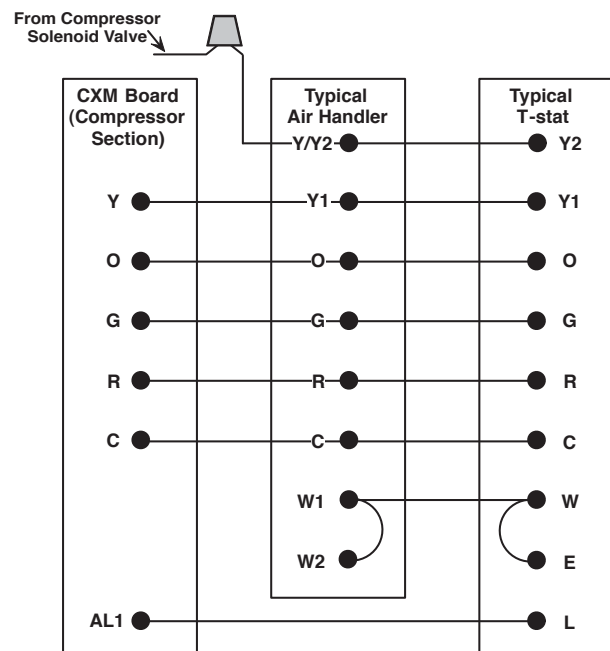 From Compressor
Solenoid Valve
CXM Board
(Compressor
Section)
Typical
Air Handler
Typical
T-stat
Y/Y2
Y2
Y
Y1
Y1
O
O
O
G
G
G
R
R
R
C
C
C
W1
W
W2
E
AL1
L